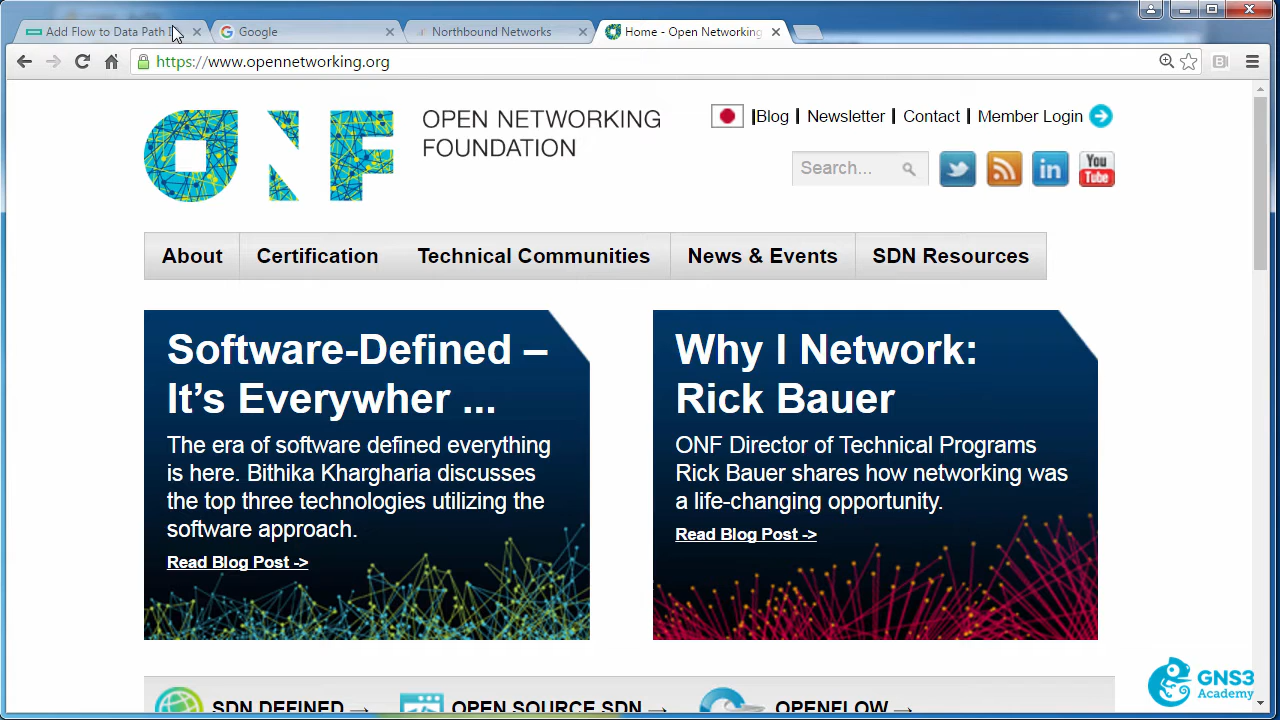 Add Flow to Data Path
Google
Northbound Networks
Home - Open Networking
https://www.opennetworking.org
ONF
OPEN NETWORKING
FOUNDATION
|Blog | Newsletter | Contact | Member Login
Search...
You
Tube
in
About
Certification
Technical Communities
News & Events
SDN Resources
Software-Defined –
It’s Everywher ...
The era of software defined everything
is here. Bithika Khargharia discusses
the top three technologies utilizing the
software approach.
Read Blog Post ->
Why I Network:
Rick Bauer
ONF Director of Technical Programs
Rick Bauer shares how networking was
a life-changing opportunity.
Read Blog Post ->
SDN DEFINED →
OPEN SOURCE SDN →
OPENFLOW →
GNS3
Academy